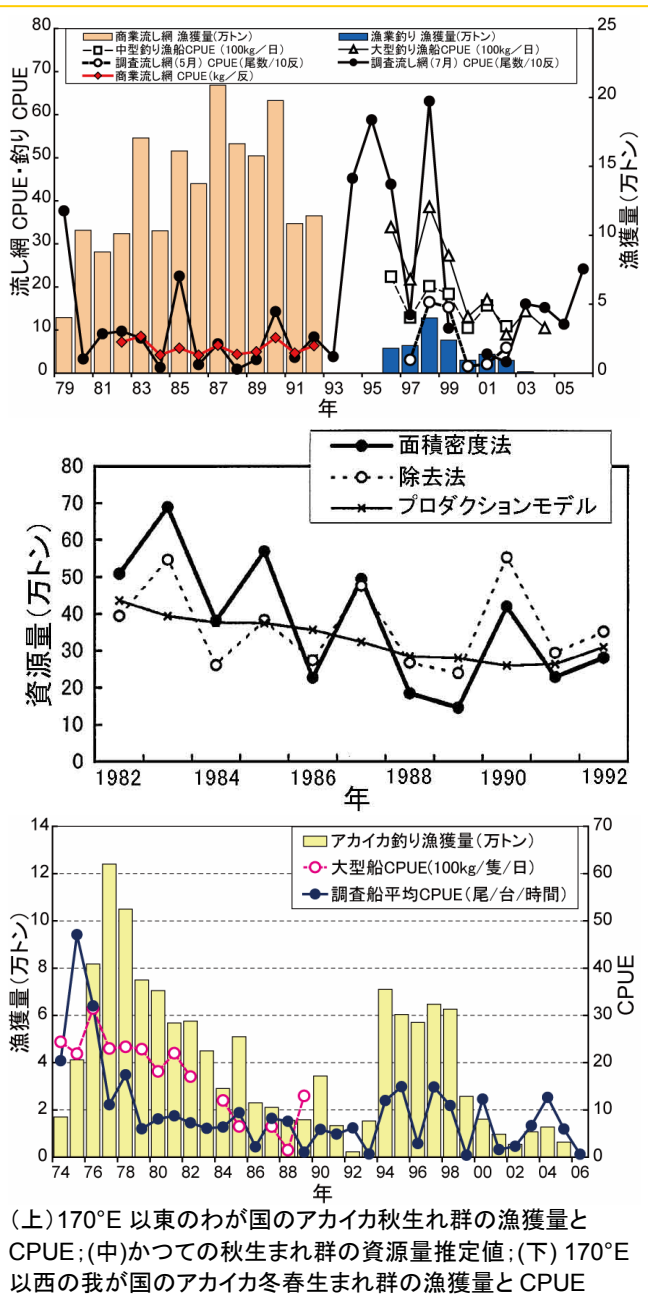 商業流し網 漁獲量(万トン) 漁業釣り 漁獲量(万トン)
中型釣り漁船CPUE (100kg/日) 大型釣り漁船CPUE (100kg/日)
調査流し網(5月) CPUE(尾数/10反) 調査流し網(7月) CPUE(尾数/10反)
商業流し網 CPUE(kg/反)
流し網 CPUE・釣り CPUE
80
70
60
50
40
30
20
10
0
漁獲量(万トン)
25
20
15
10
5
0
79 81 83 85 87 89 91 93 95 97 99 01 03 05
年
面積密度法
除去法
プロダクションモデル
資源量(万トン)
80
70
60
50
40
30
20
10
0
1982 1984 1986 1988 1990 1992
年
アカイカ釣り漁獲量(万トン)
大型船CPUE(100kg/隻/日)
調査船平均CPUE(尾/台/時間)
漁獲量(万トン)
14
12
10
8
6
4
2
0
CPUE
70
60
50
40
30
20
10
0
74 76 78 80 82 84 86 88 90 92 94 96 98 00 02 04 06
年
(上)170°E 以東のわが国のアカイカ秋生れ群の漁獲量と
CPUE;(中)かつての秋生まれ群の資源量推定値;(下) 170°E
以西の我が国のアカイカ冬春生まれ群の漁獲量と CPUE